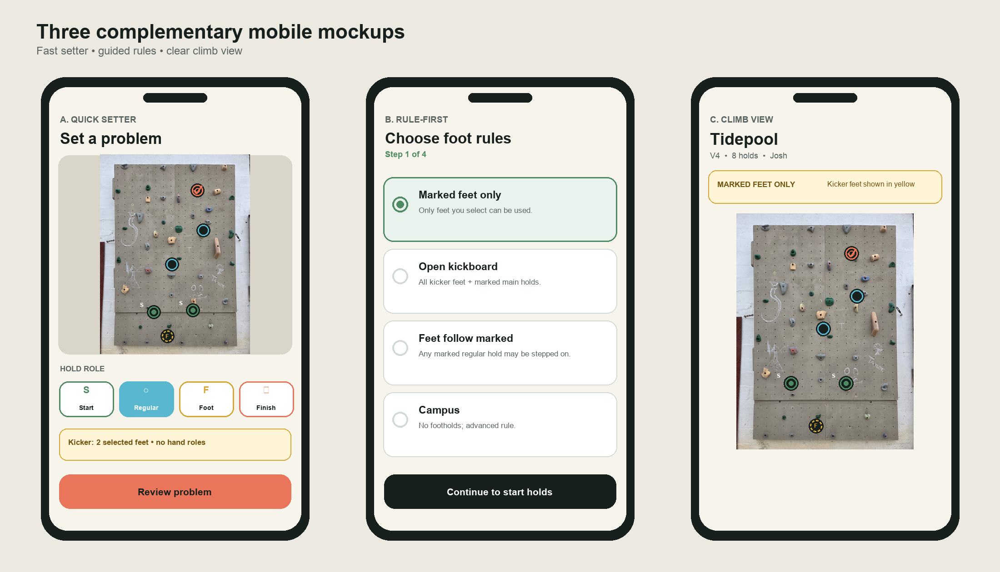 Three complementary mobile mockups
Fast setter • guided rules • clear climb view
A. QUICK SETTER
Set a problem
TAYLOR.
S
S
F
HOLD ROLE
S
Start
○
Regular
F
Foot
□
Finish
Kicker: 2 selected feet • no hand roles
Review problem
B. RULE-FIRST
Choose foot rules
Step 1 of 4
Marked feet only
Only feet you select can be used.
Open kickboard
All kicker feet + marked main holds.
Feet follow marked
Any marked regular hold may be stepped on.
Campus
No footholds; advanced rule.
Continue to start holds
C. CLIMB VIEW
Tidepool
V4 • 8 holds • Josh
MARKED FEET ONLY
Kicker feet shown in yellow
T
TAYLOR.
S
S
F